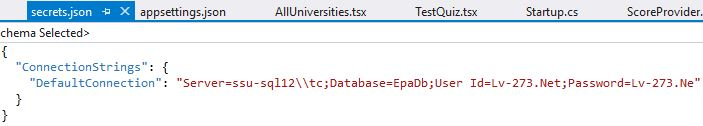 secrets.json appsettings.json AllUniversities.tsx TestQuiz.tsx Startup.cs ScoreProvider.
chema Selected>
{
"ConnectionStrings": {
"DefaultConnection": "Server=ssu-sql12\\tc;Database=EpaDb;User Id=Lv-273.Net;Password=Lv-273.Ne"
}
}